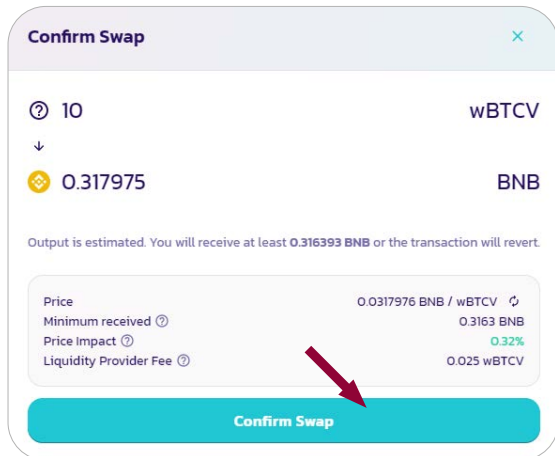 Confirm Swap
10 wBTCV
0.317975 BNB
Output is estimated. You will receive at least 0.316393 BNB or the transaction will revert.
Price 0.0317976 BNB / wBTCV
Minimum received 0.3163 BNB
Price Impact 0.32%
Liquidity Provider Fee 0.025 wBTCV
Confirm Swap